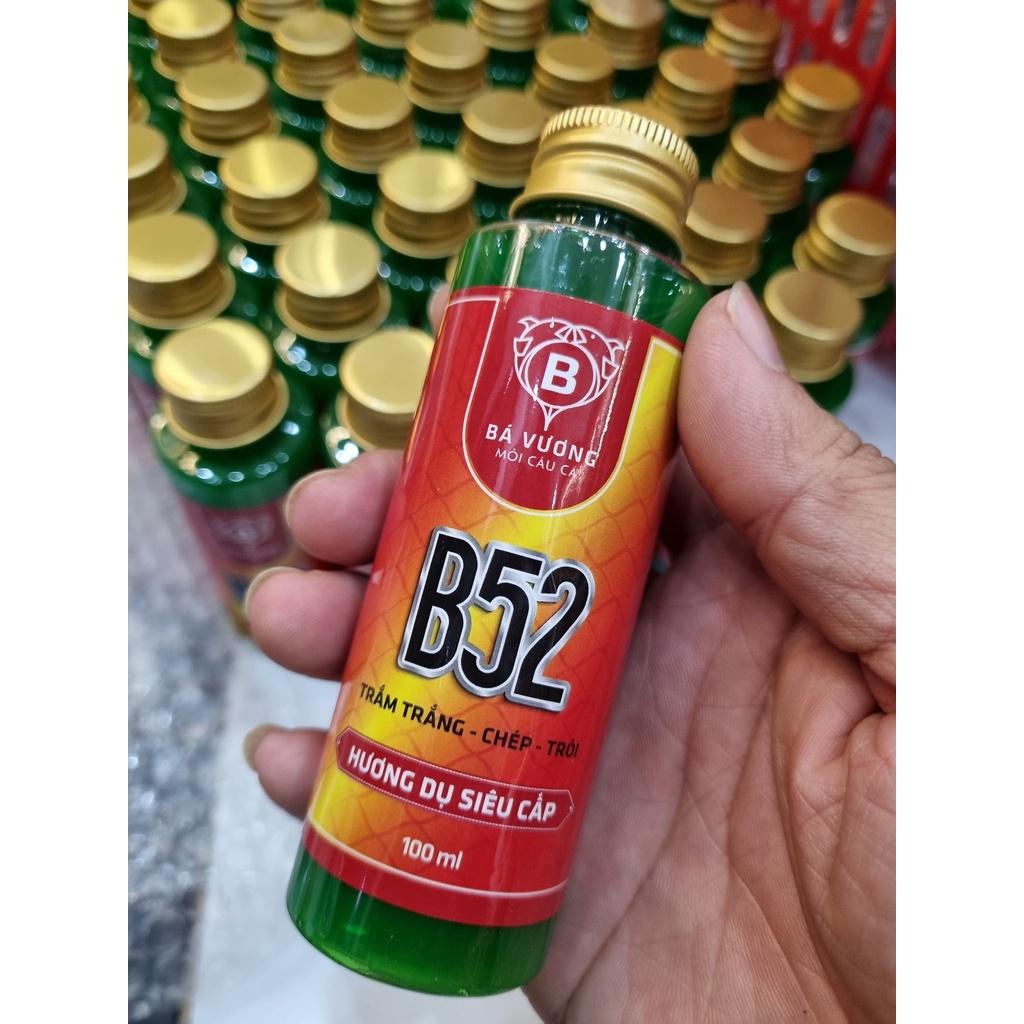 B
BÁ VƯƠNG
MỒI CÂU CÁ
B52
TRẮM TRẮNG - CHÉP - TRÔI
HƯƠNG DỤ SIÊU CẤP
100 ml